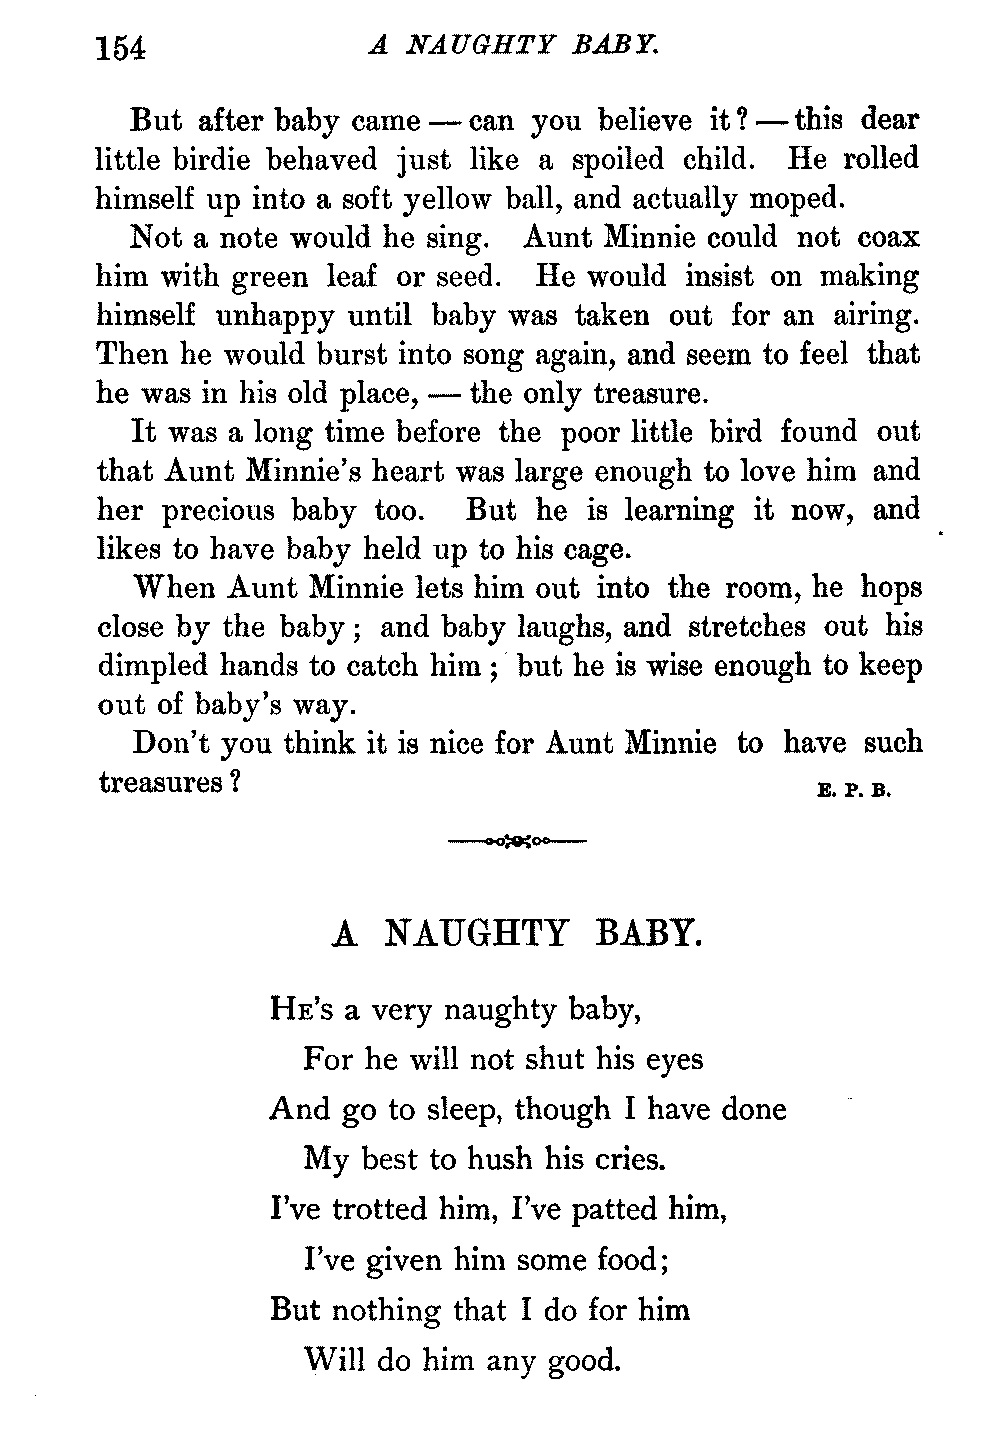 154 A NAUGHTY BABY.
But after baby came — can you believe it? — this dear
little birdie behaved just like a spoiled child. He rolled
himself up into a soft yellow ball, and actually moped.
Not a note would he sing. Aunt Minnie could not coax
him with green leaf or seed. He would insist on making
himself unhappy until baby was taken out for an airing.
Then he would burst into song again, and seem to feel that
he was in his old place, — the only treasure.
It was a long time before the poor little bird found out
that Aunt Minnie's heart was large enough to love him and
her precious baby too. But he is learning it now, and
likes to have baby held up to his cage.
When Aunt Minnie lets him out into the room, he hops
close by the baby; and baby laughs, and stretches out his
dimpled hands to catch him; but he is wise enough to keep
out of baby's way.
Don't you think it is nice for Aunt Minnie to have such
treasures?
E. P. B.
A NAUGHTY BABY.
HE'S a very naughty baby,
For he will not shut his eyes
And go to sleep, though I have done
My best to hush his cries.
I've trotted him, I've patted him,
I've given him some food;
But nothing that I do for him
Will do him any good.